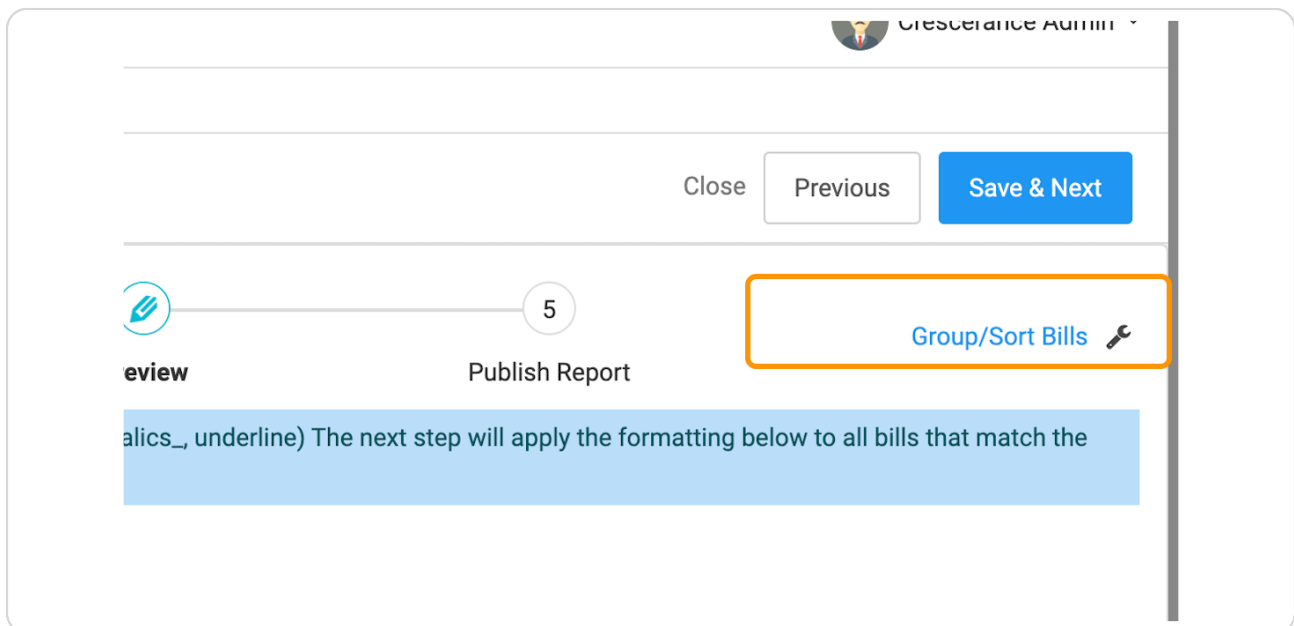 Crescerance Admin
Close
Previous
Save & Next
5
Group/Sort Bills
eview
Publish Report
alics_, underline) The next step will apply the formatting below to all bills that match the